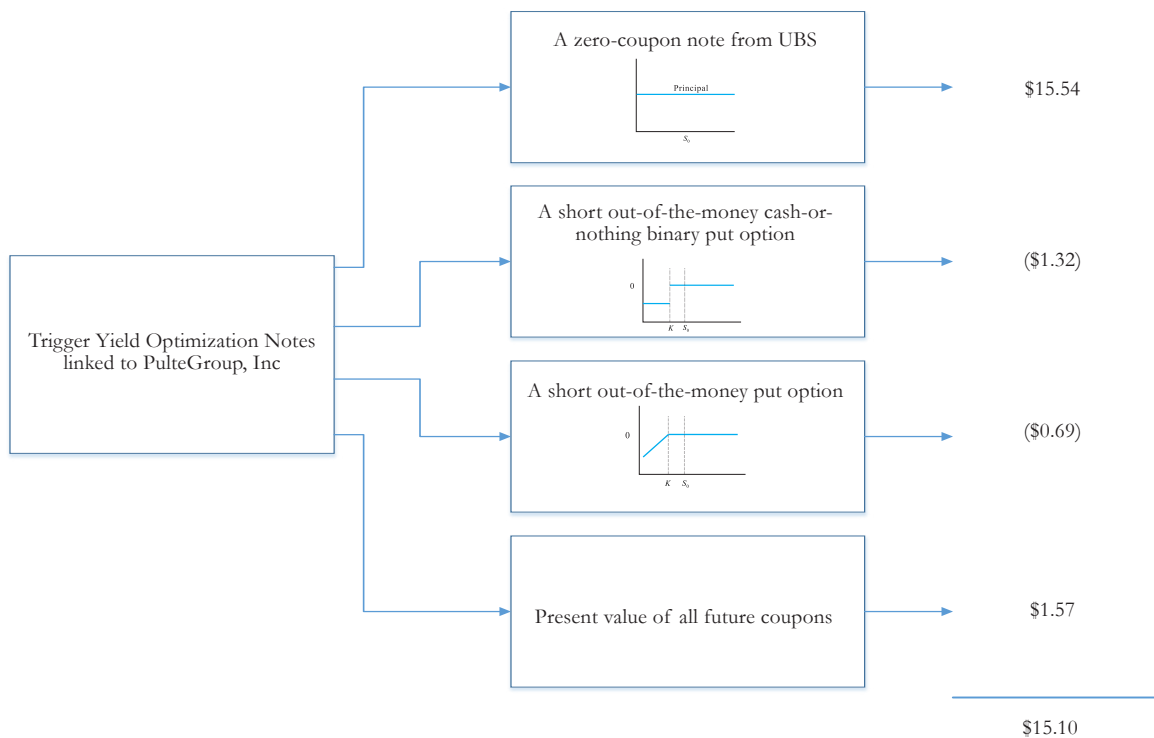 A zero-coupon note from UBS
Principal
S₀
$15.54
A short out-of-the-money cash-or-
nothing binary put option
0
K
S₀
($1.32)
Trigger Yield Optimization Notes
linked to PulteGroup, Inc
A short out-of-the-money put option
0
K
S₀
($0.69)
Present value of all future coupons
$1.57
$15.10